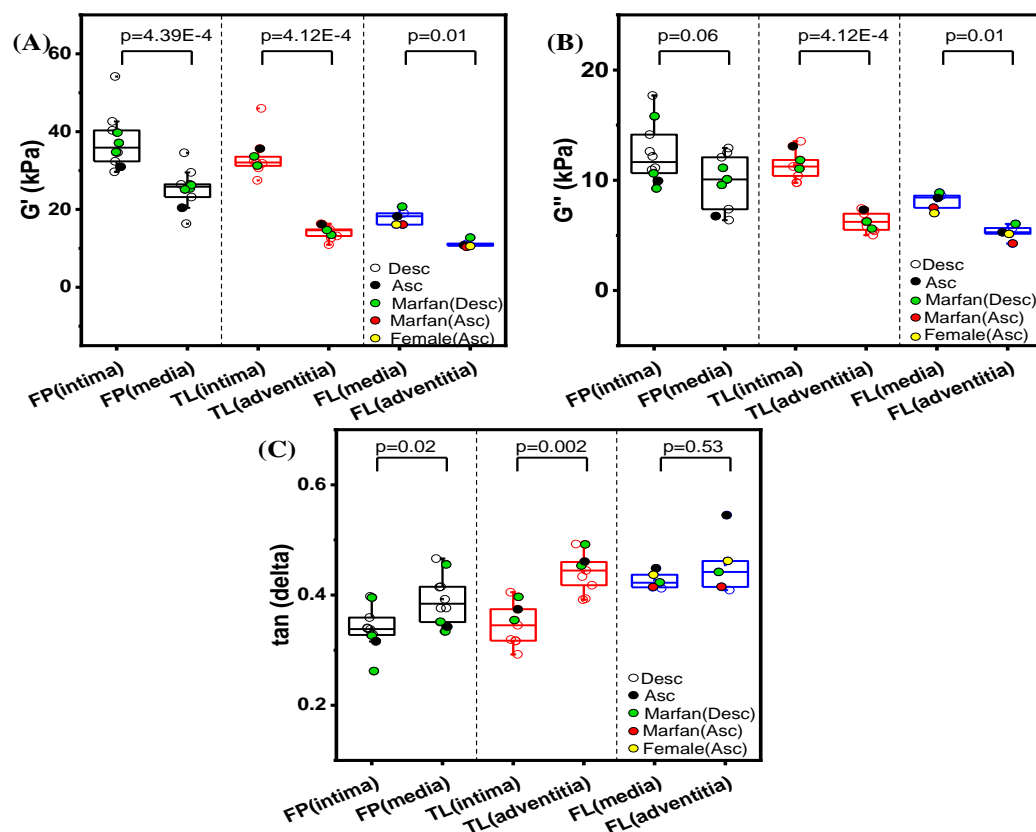 (A)
p=4.39E-4 p=4.12E-4 p=0.01
G' (kPa)
60
40
20
0
Desc
Asc
Marfan(Desc)
Marfan(Asc)
Female(Asc)
FP(intima) FP(media) TL(intima) TL(adventitia) FL(media) FL(adventitia)
(B)
p=0.06 p=4.12E-4 p=0.01
G" (kPa)
20
10
0
Desc
Asc
Marfan(Desc)
Marfan(Asc)
Female(Asc)
FP(intima) FP(media) TL(intima) TL(adventitia) FL(media) FL(adventitia)
(C)
p=0.02 p=0.002 p=0.53
tan (delta)
0.6
0.4
0.2
Desc
Asc
Marfan(Desc)
Marfan(Asc)
Female(Asc)
FP(intima) FP(media) TL(intima) TL(adventitia) FL(media) FL(adventitia)